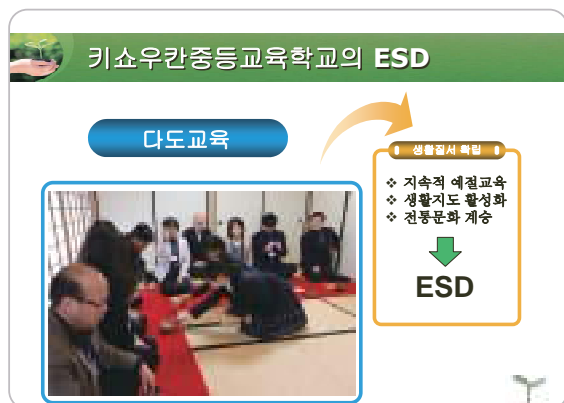 키쇼우칸중등교육학교의 ESD
다도교육
생활질서 확립
❖ 지속적 예절교육
❖ 생활지도 활성화
❖ 전통문화 계승
ESD